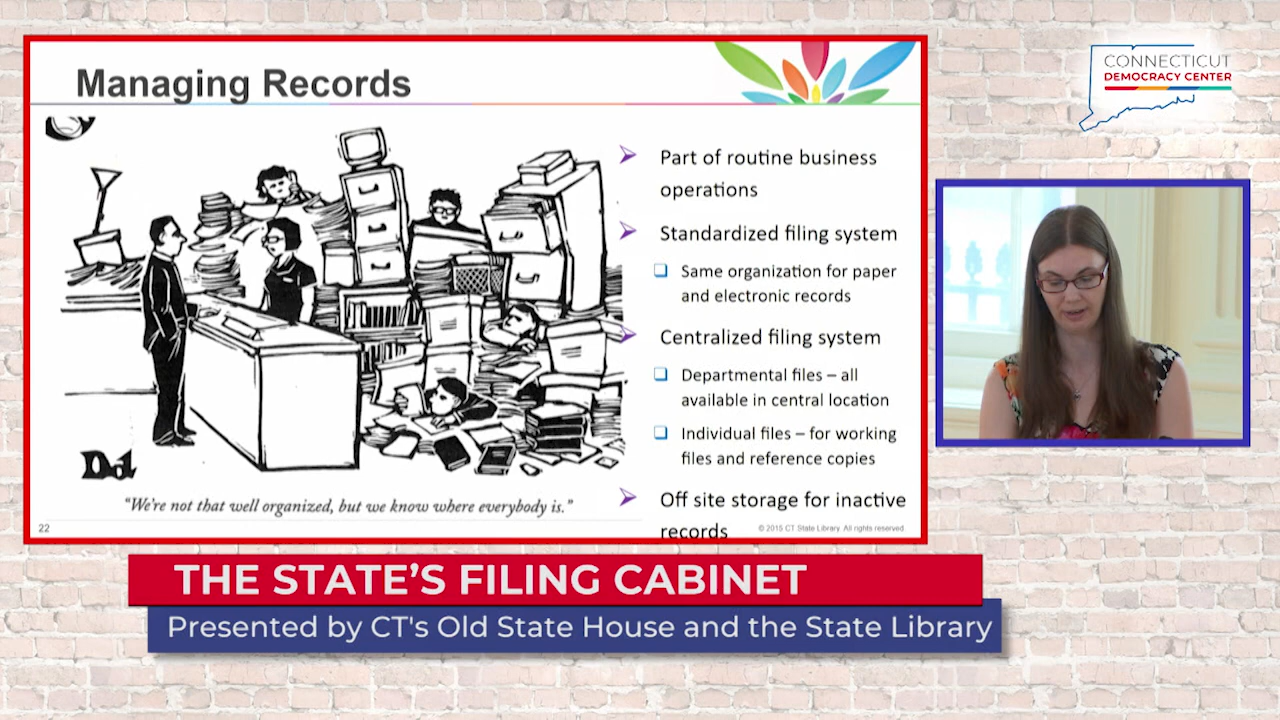 Managing Records
Part of routine business
operations
Standardized filing system
Same organization for paper
and electronic records
Centralized filing system
Departmental files – all
available in central location
Individual files – for working
files and reference copies
Off site storage for inactive
records
"We're not that well organized, but we know where everybody is."
22
© 2015 CT State Library. All rights reserved.
CONNECTICUT
DEMOCRACY CENTER
THE STATE'S FILING CABINET
Presented by CT's Old State House and the State Library